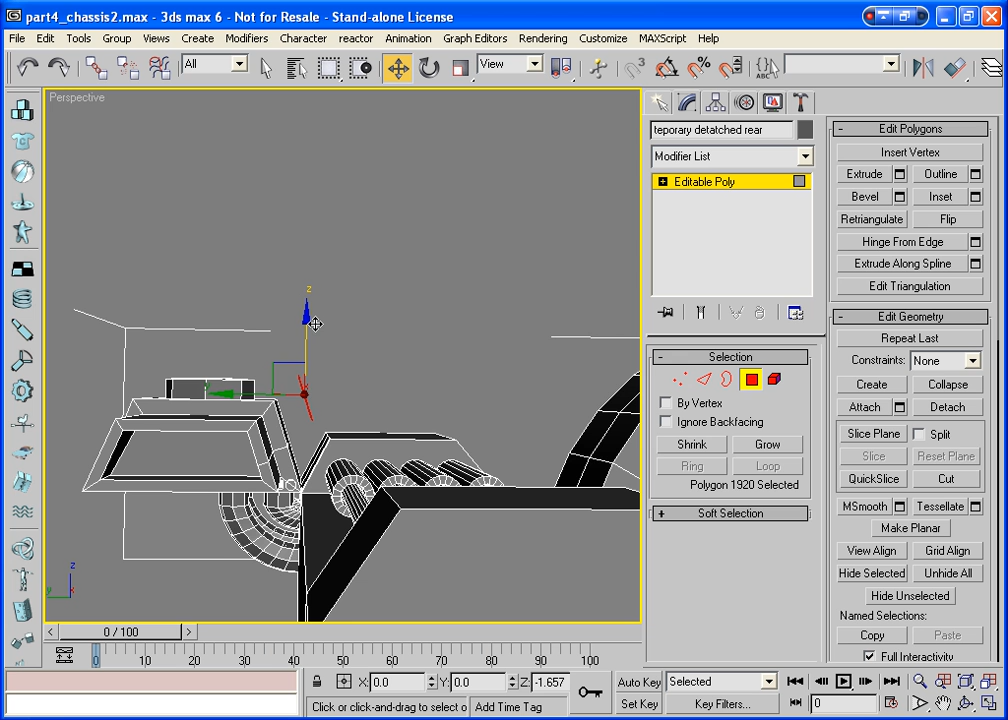 part4_chassis2.max - 3ds max 6 - Not for Resale - Stand-alone License
File Edit Tools Group Views Create Modifiers Character reactor Animation Graph Editors Rendering Customize MAXScript Help
All View
Perspective
teporary detatched rear
Modifier List
Editable Poly
Selection
By Vertex
Ignore Backfacing
Shrink Grow
Ring Loop
Polygon 1920 Selected
Soft Selection
Edit Polygons
Insert Vertex
Extrude Outline
Bevel Inset
Retriangulate Flip
Hinge From Edge
Extrude Along Spline
Edit Triangulation
Edit Geometry
Repeat Last
Constraints: None
Create Collapse
Attach Detach
Slice Plane Split
Slice Reset Plane
QuickSlice Cut
MSmooth Tessellate
Make Planar
View Align Grid Align
Hide Selected Unhide All
Hide Unselected
Named Selections:
Copy Paste
Full Interactivity
z
z
y
x
0 / 100
0 10 20 30 40 50 60 70 80 90 100
X: 0.0 Y: 0.0 Z: -1.657
Auto Key Selected
Click or click-and-drag to select o Add Time Tag
Set Key Key Filters... 0